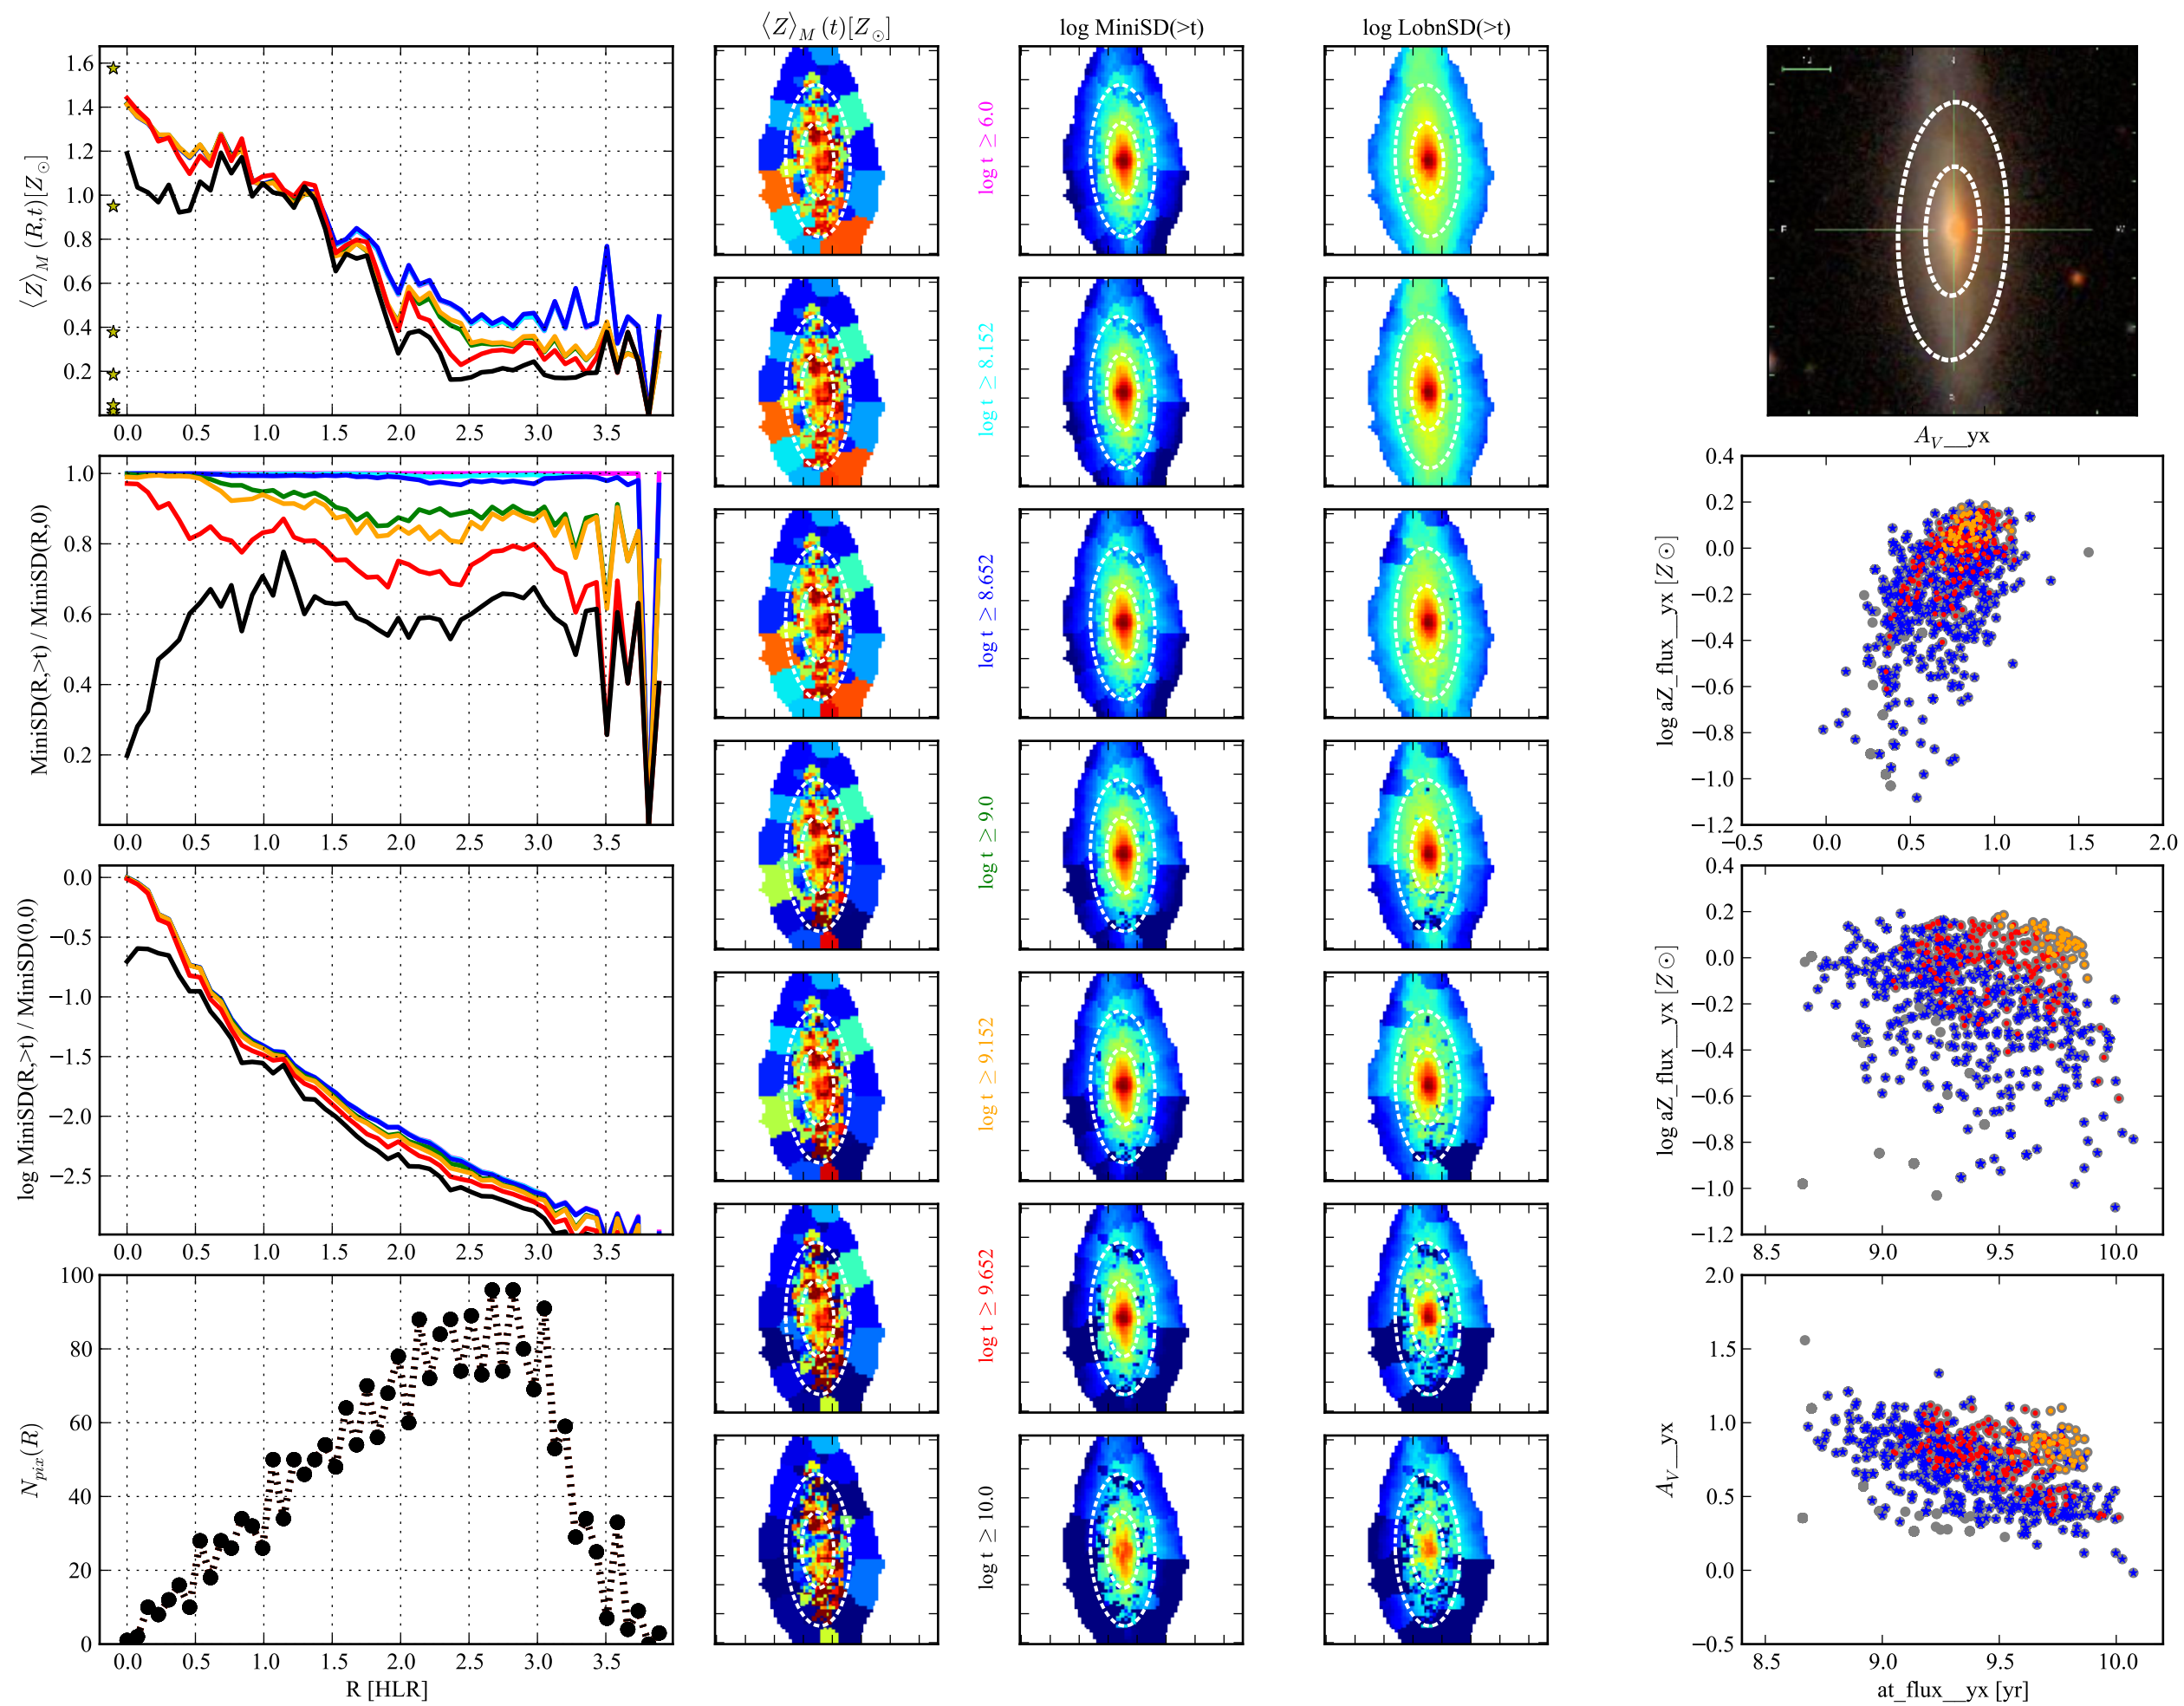 ⟨Z⟩_M (t)[Z_⊙]
log MiniSD(>t)
log LobnSD(>t)
⟨Z⟩_M (R,t)[Z_⊙]
1.6
1.4
1.2
1.0
0.8
0.6
0.4
0.2
0.0 0.5 1.0 1.5 2.0 2.5 3.0 3.5
MiniSD(R,>t) / MiniSD(R,0)
1.0
0.8
0.6
0.4
0.2
0.0 0.5 1.0 1.5 2.0 2.5 3.0 3.5
log MiniSD(R,>t) / MiniSD(0,0)
0.0
−0.5
−1.0
−1.5
−2.0
−2.5
0.0 0.5 1.0 1.5 2.0 2.5 3.0 3.5
N_pix(R)
100
80
60
40
20
0
0.0 0.5 1.0 1.5 2.0 2.5 3.0 3.5
R [HLR]
log t ≥ 6.0
log t ≥ 8.152
log t ≥ 8.652
log t ≥ 9.0
log t ≥ 9.152
log t ≥ 9.652
log t ≥ 10.0
A_V__yx
log aZ_flux__yx [Z⊙]
0.4
0.2
0.0
−0.2
−0.4
−0.6
−0.8
−1.0
−1.2
−0.5 0.0 0.5 1.0 1.5 2.0
log aZ_flux__yx [Z⊙]
0.4
0.2
0.0
−0.2
−0.4
−0.6
−0.8
−1.0
−1.2
8.5 9.0 9.5 10.0
A_V__yx
2.0
1.5
1.0
0.5
0.0
−0.5
8.5 9.0 9.5 10.0
at_flux__yx [yr]